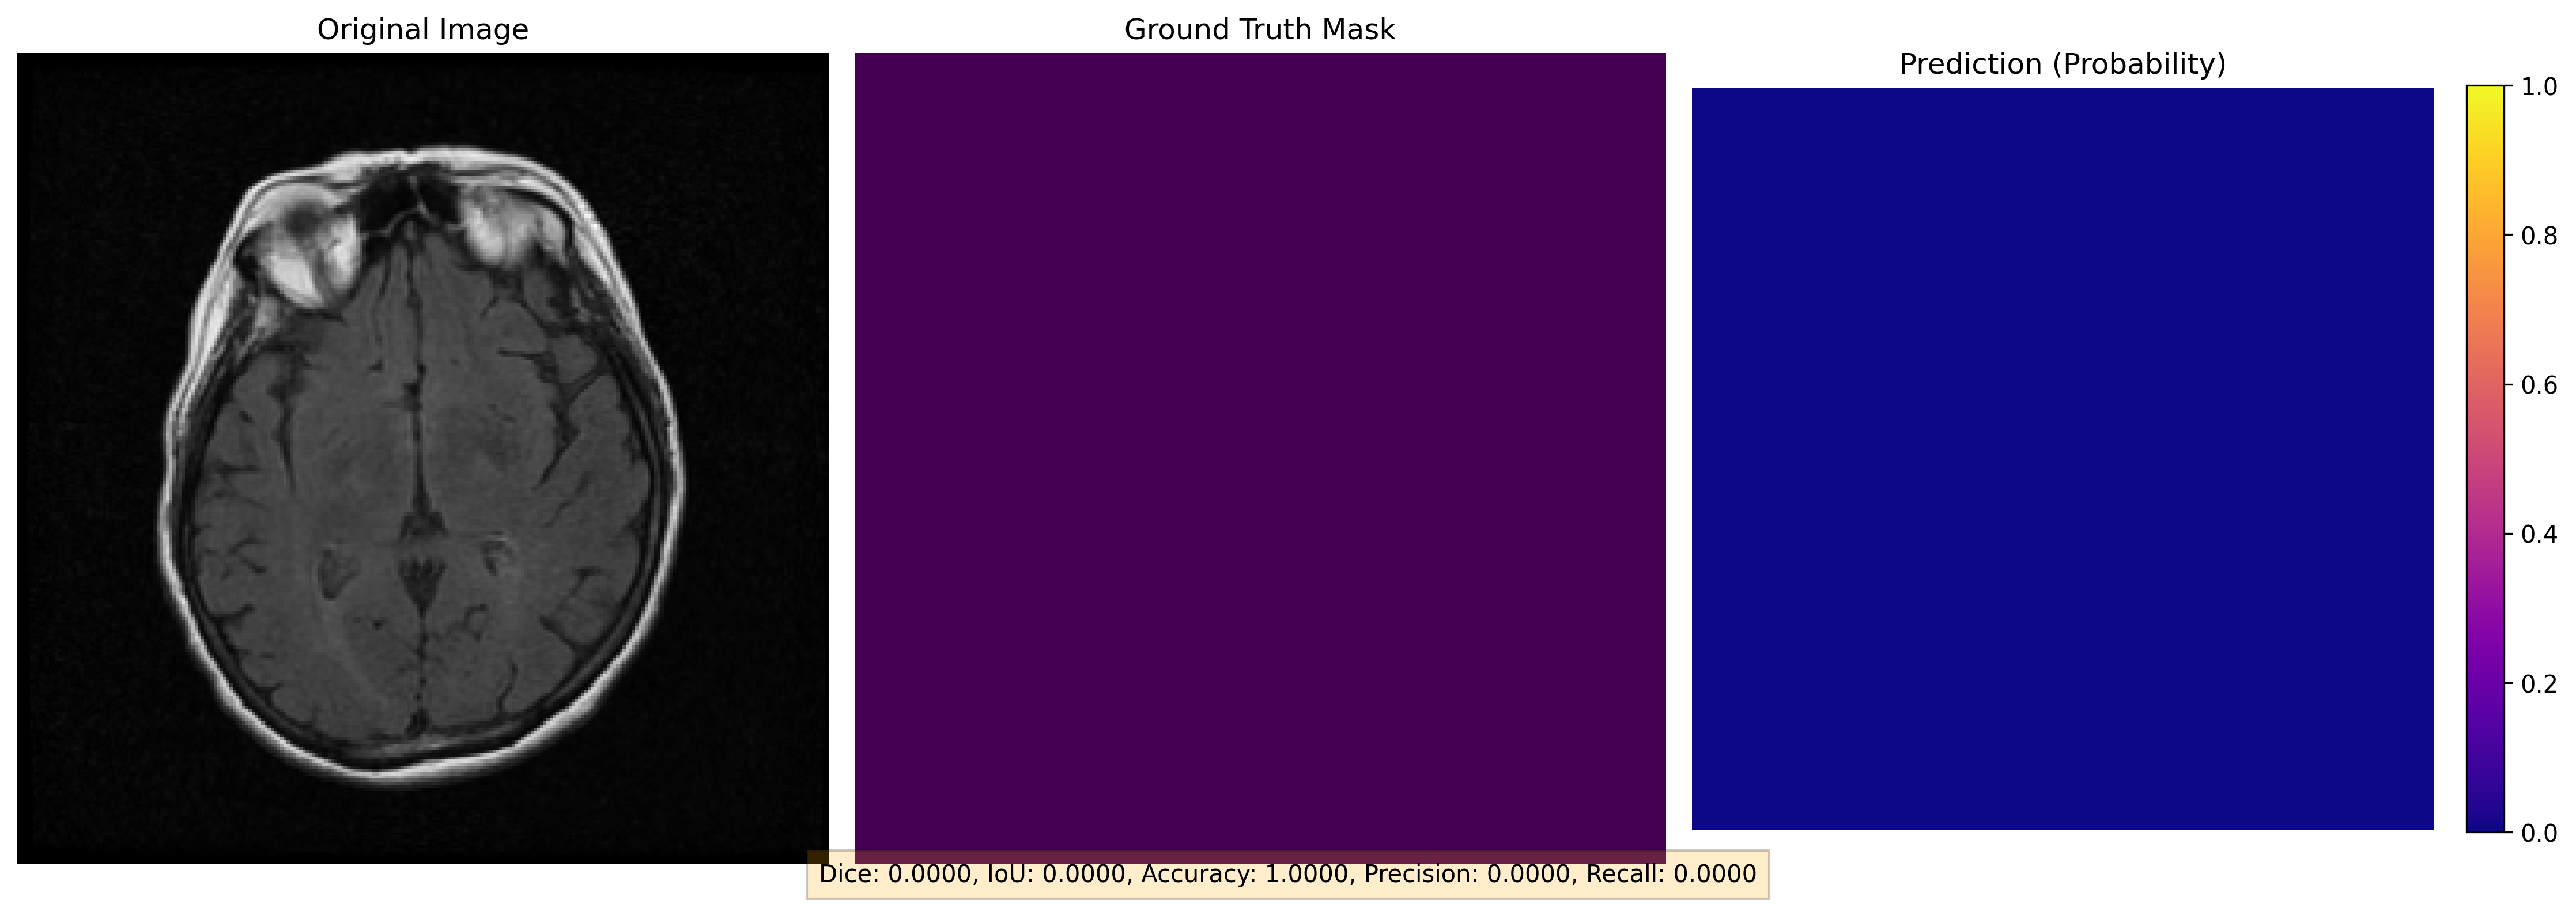 Original Image
Ground Truth Mask
Prediction (Probability)
1.0
0.8
0.6
0.4
0.2
0.0
Dice: 0.0000, IoU: 0.0000, Accuracy: 1.0000, Precision: 0.0000, Recall: 0.0000